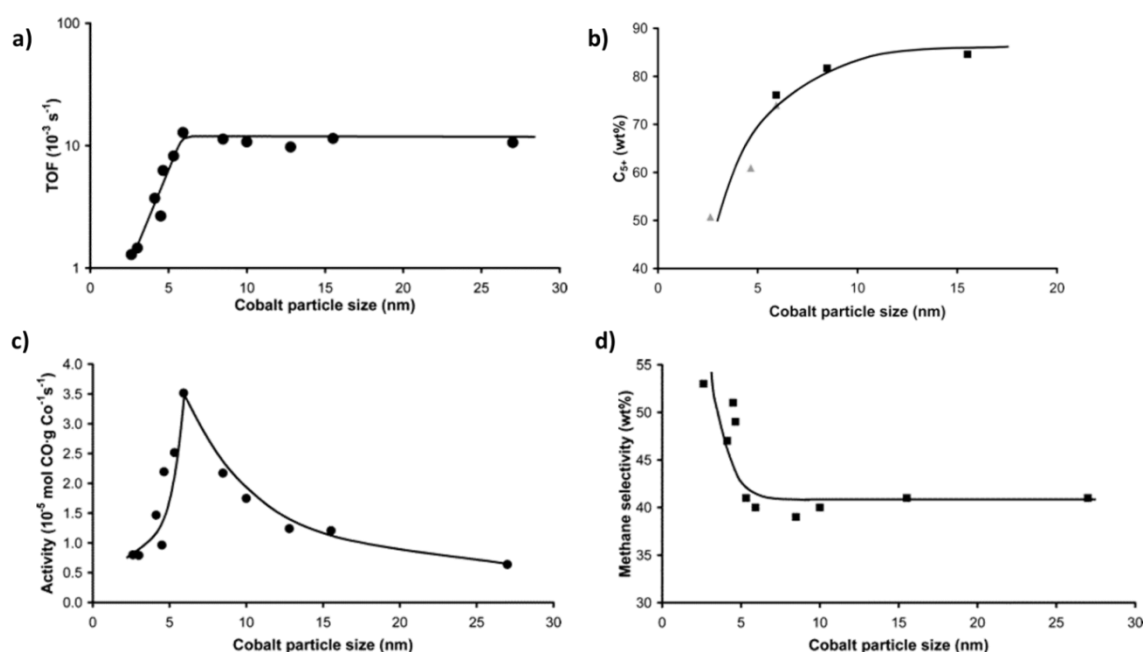 a)
TOF (10⁻³ s⁻¹)
100
10
1
0 5 10 15 20 25 30
Cobalt particle size (nm)
b)
C₅₊ (wt%)
90
80
70
60
50
40
0 5 10 15 20
Cobalt particle size (nm)
c)
Activity (10⁻⁵ mol CO·g Co⁻¹s⁻¹)
4.0
3.5
3.0
2.5
2.0
1.5
1.0
0.5
0.0
0 5 10 15 20 25 30
Cobalt particle size (nm)
d)
Methane selectivity (wt%)
55
50
45
40
35
30
0 5 10 15 20 25 30
Cobalt particle size (nm)